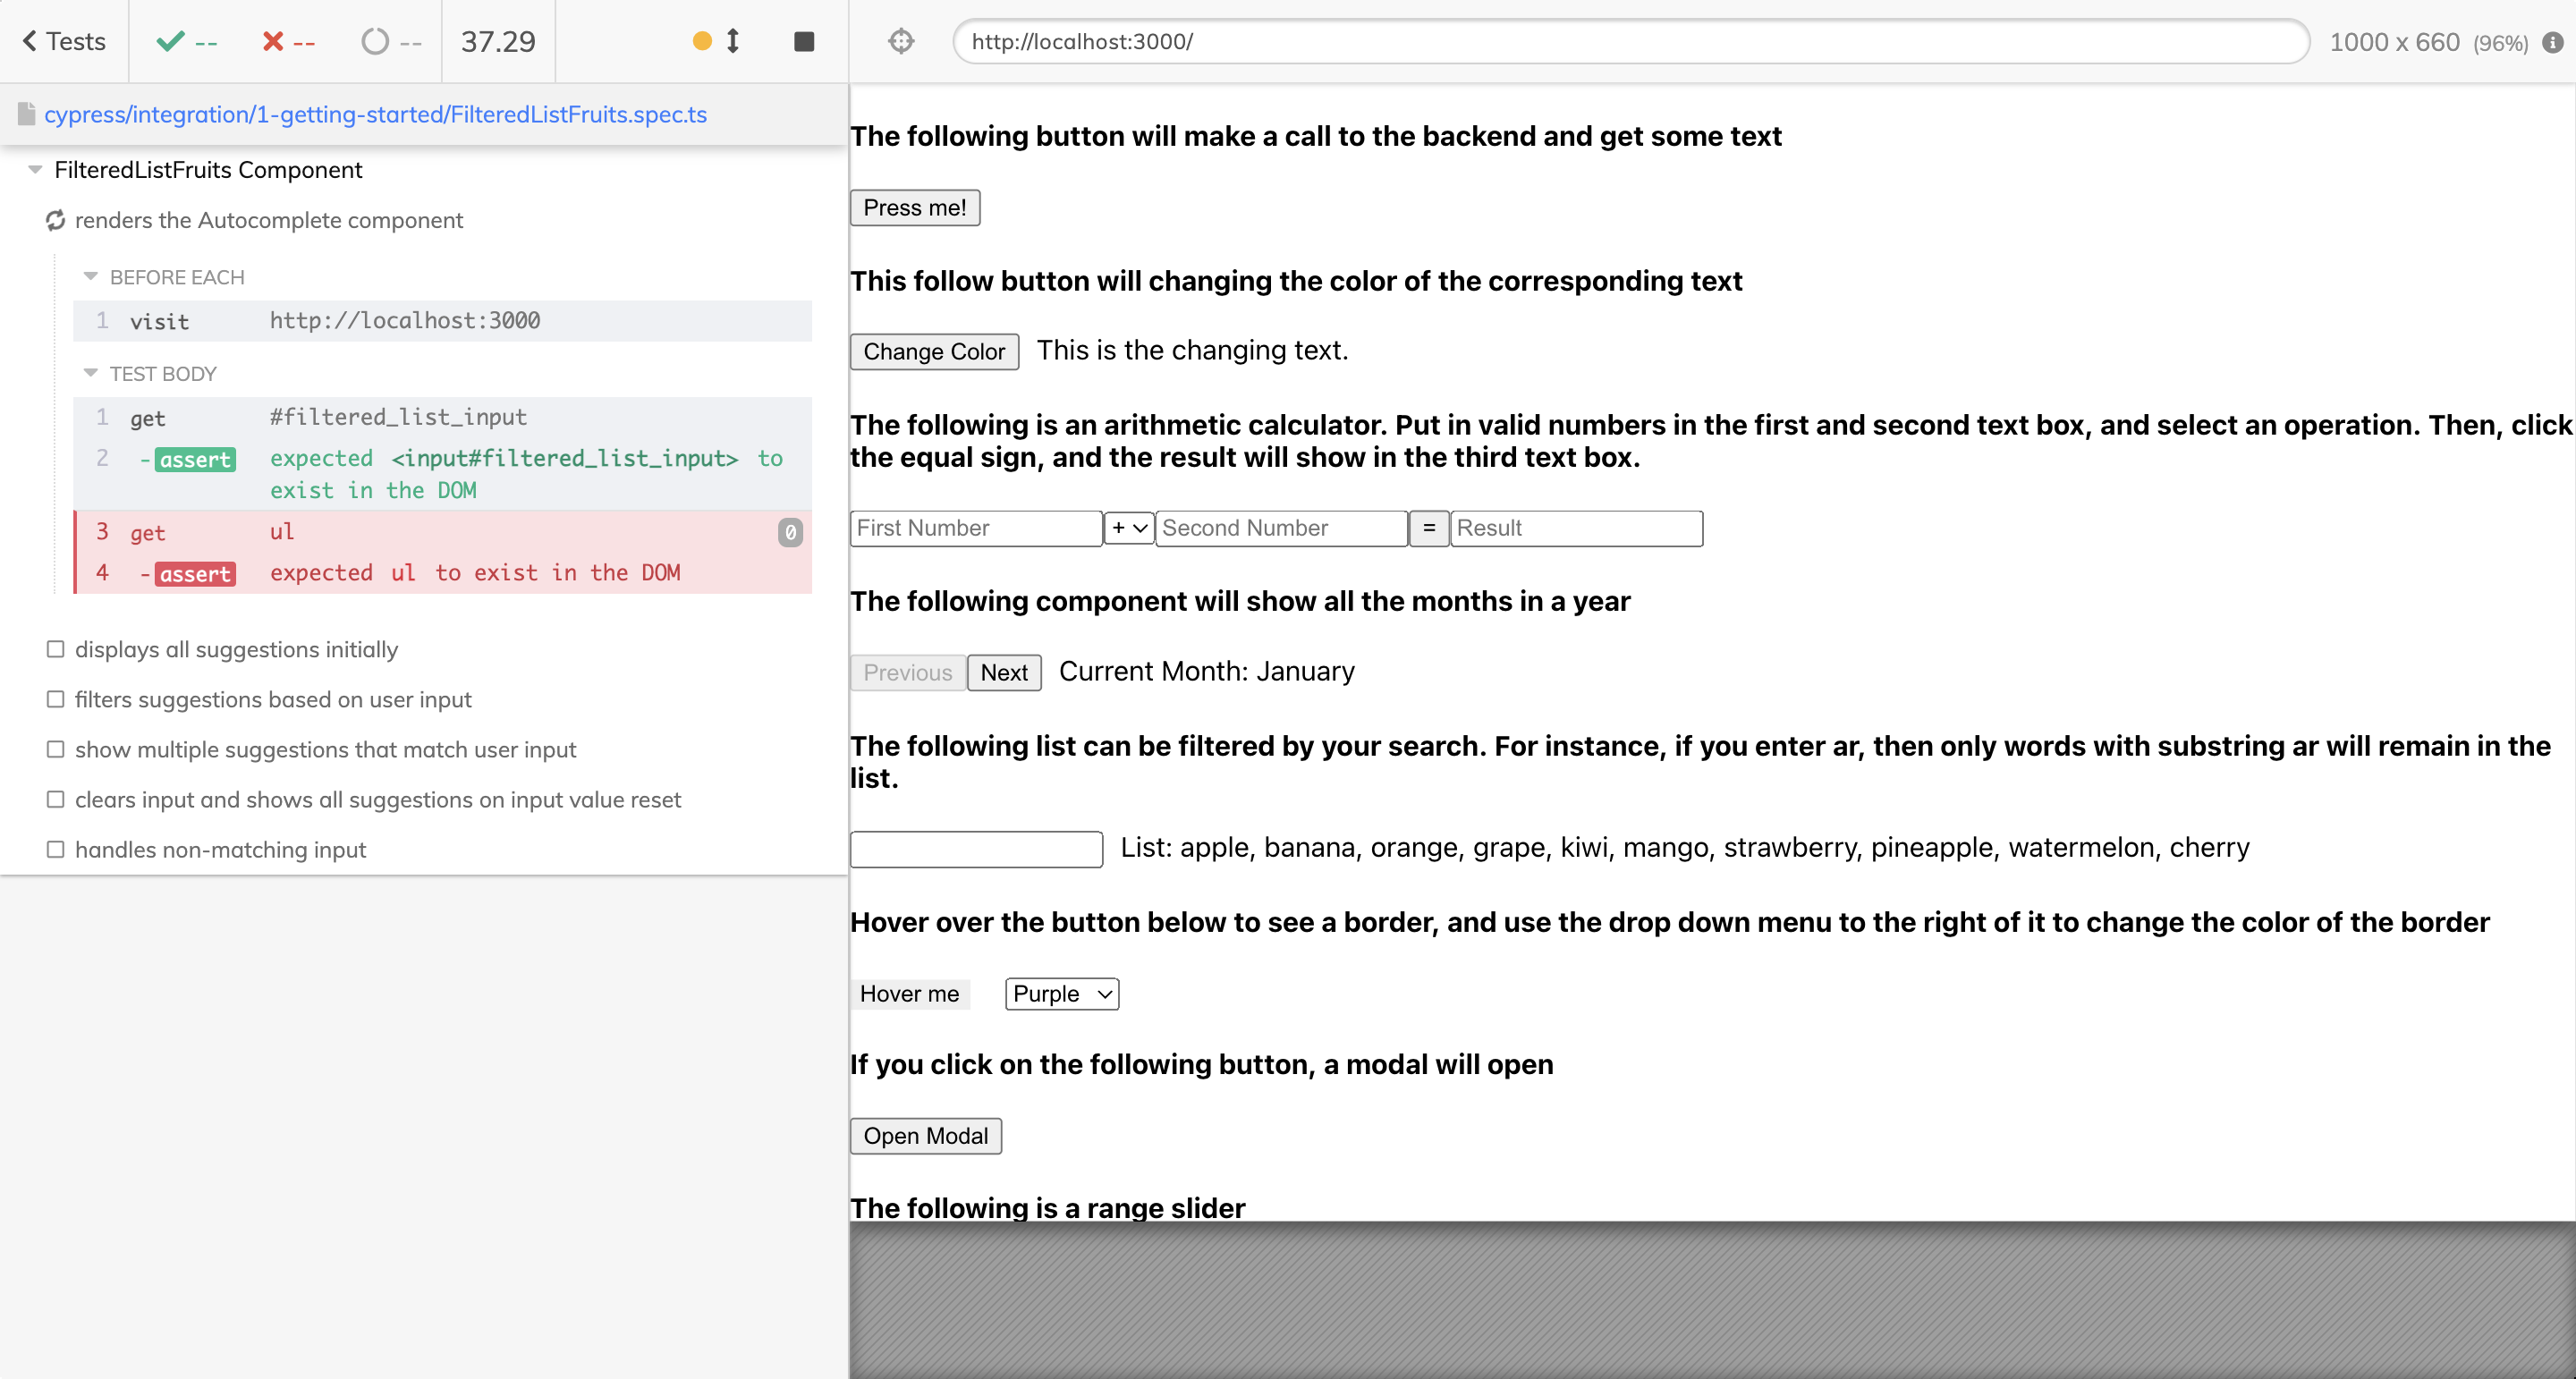 Tests
--
--
--
37.29
http://localhost:3000/
1000 x 660 (96%)
cypress/integration/1-getting-started/FilteredListFruits.spec.ts
FilteredListFruits Component
renders the Autocomplete component
BEFORE EACH
1 visit http://localhost:3000
TEST BODY
1 get #filtered_list_input
2 -assert expected <input#filtered_list_input> to
exist in the DOM
3 get ul 0
4 -assert expected ul to exist in the DOM
displays all suggestions initially
filters suggestions based on user input
show multiple suggestions that match user input
clears input and shows all suggestions on input value reset
handles non-matching input
The following button will make a call to the backend and get some text
Press me!
This follow button will changing the color of the corresponding text
Change Color This is the changing text.
The following is an arithmetic calculator. Put in valid numbers in the first and second text box, and select an operation. Then, click
the equal sign, and the result will show in the third text box.
First Number + Second Number = Result
The following component will show all the months in a year
Previous Next Current Month: January
The following list can be filtered by your search. For instance, if you enter ar, then only words with substring ar will remain in the
list.
List: apple, banana, orange, grape, kiwi, mango, strawberry, pineapple, watermelon, cherry
Hover over the button below to see a border, and use the drop down menu to the right of it to change the color of the border
Hover me Purple
If you click on the following button, a modal will open
Open Modal
The following is a range slider